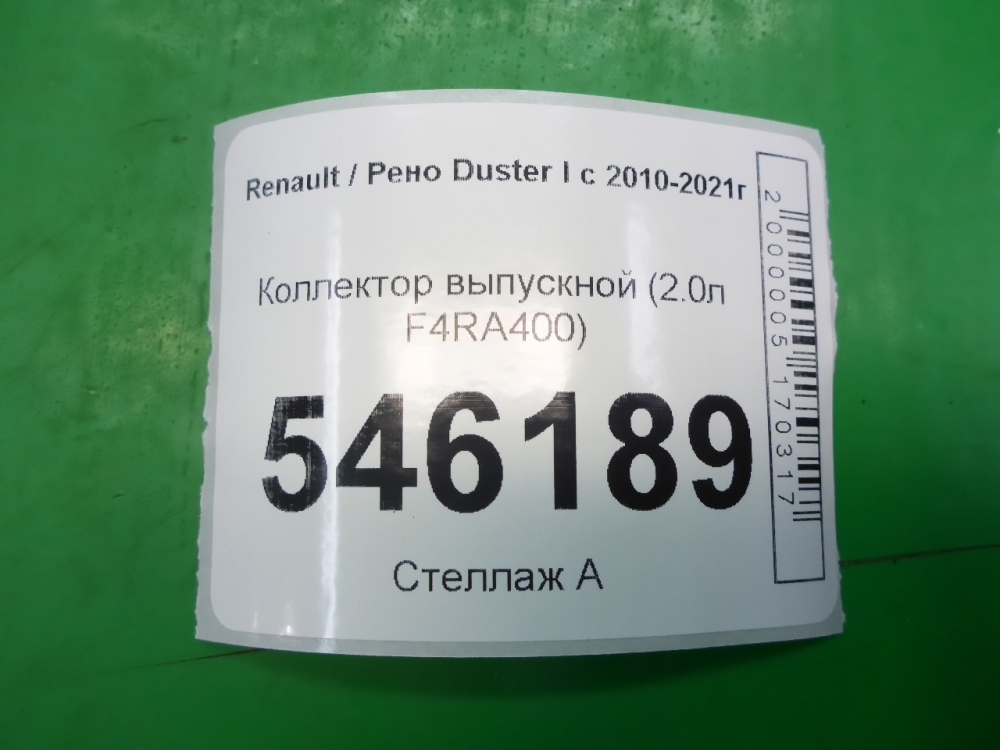 Renault / Рено Duster I с 2010-2021г
Коллектор выпускной (2.0л
F4RA400)
546189
Стеллаж А
2000005170317